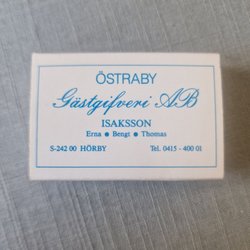 ÖSTRABY
Gästgifveri AB
ISAKSSON
Erna ● Bengt ● Thomas
S-242 00 HÖRBY Tel. 0415 - 400 01